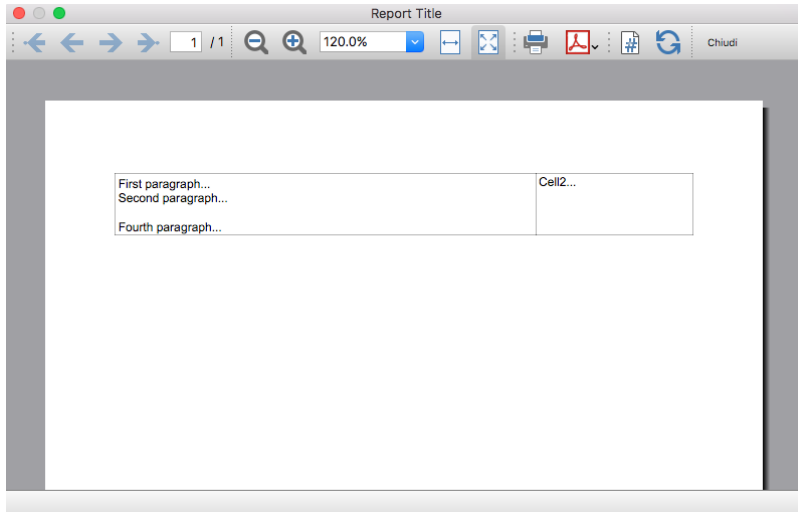 Report Title
1 / 1 120.0% # Chiudi
First paragraph... Cell2...
Second paragraph...
Fourth paragraph...